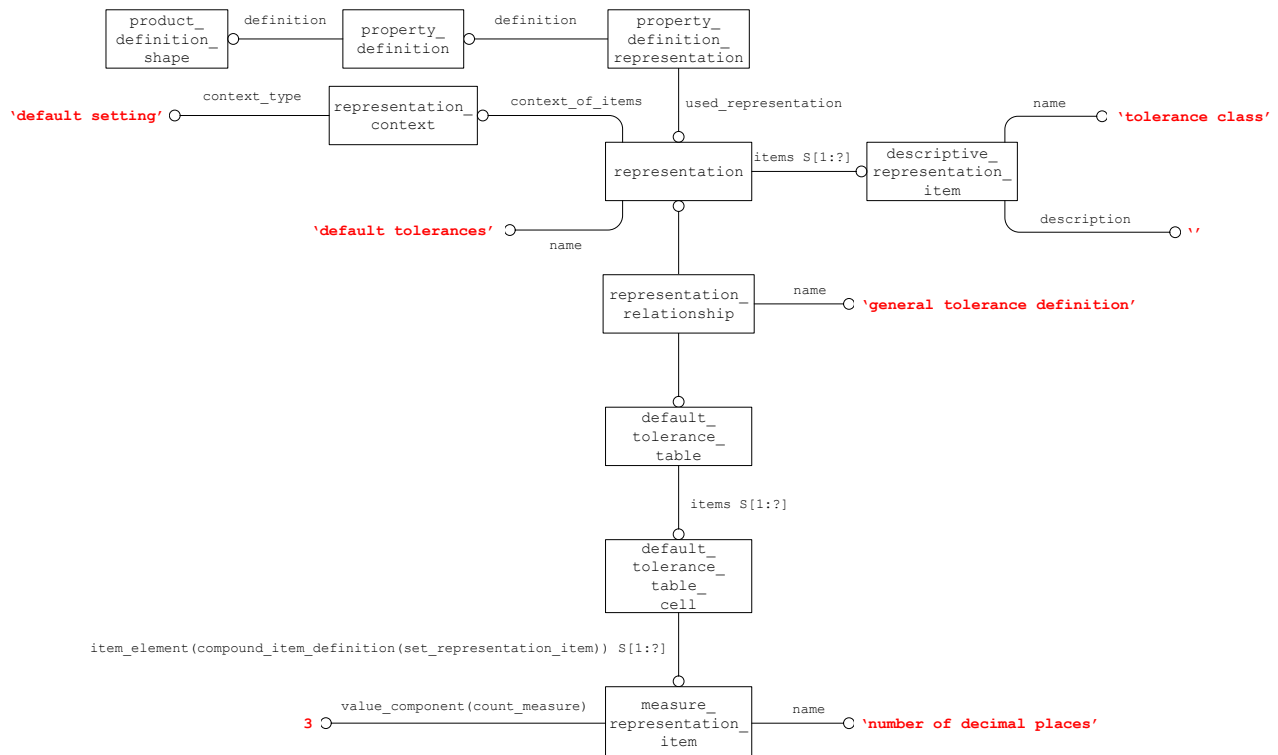 product_
definition_
shape
definition
property_
definition
definition
property_
definition_
representation
‘default setting’
context_type
representation_
context
context_of_items
used_representation
name
‘tolerance class’
representation
items S[1:?]
descriptive_
representation_
item
‘default tolerances’
name
description
‘’
representation_
relationship
name
‘general tolerance definition’
default_
tolerance_
table
items S[1:?]
default_
tolerance_
table_
cell
item_element(compound_item_definition(set_representation_item)) S[1:?]
3
value_component(count_measure)
measure_
representation_
item
name
‘number of decimal places’